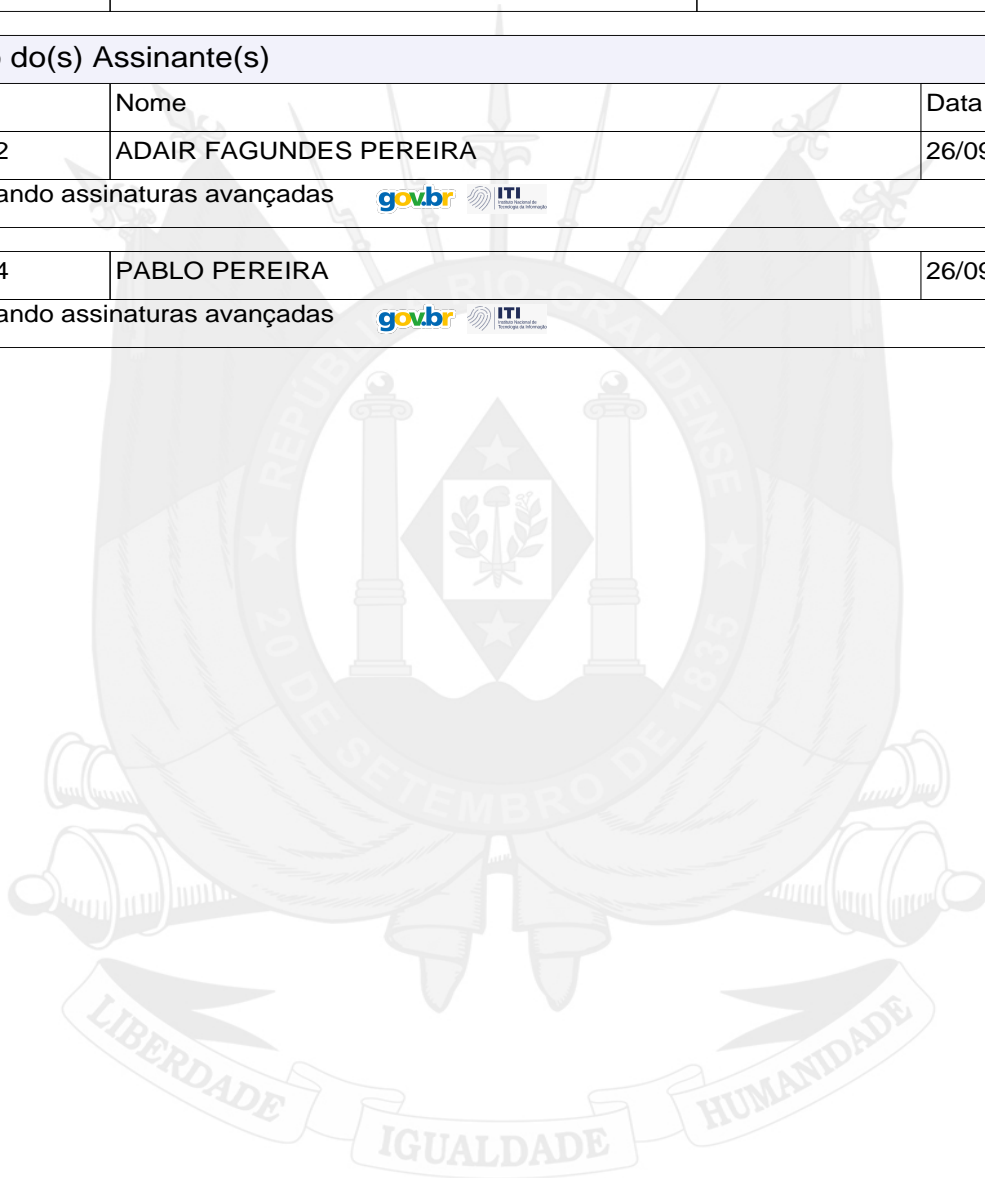 do(s) Assinante(s)
Nome Data
2 ADAIR FAGUNDES PEREIRA 26/09
ando assinaturas avançadas gov.br ITI
4 PABLO PEREIRA 26/09
ando assinaturas avançadas gov.br ITI
REPÚBLICA RIO-GRANDENSE
20 DE SETEMBRO DE 1835
LIBERDADE IGUALDADE HUMANIDADE